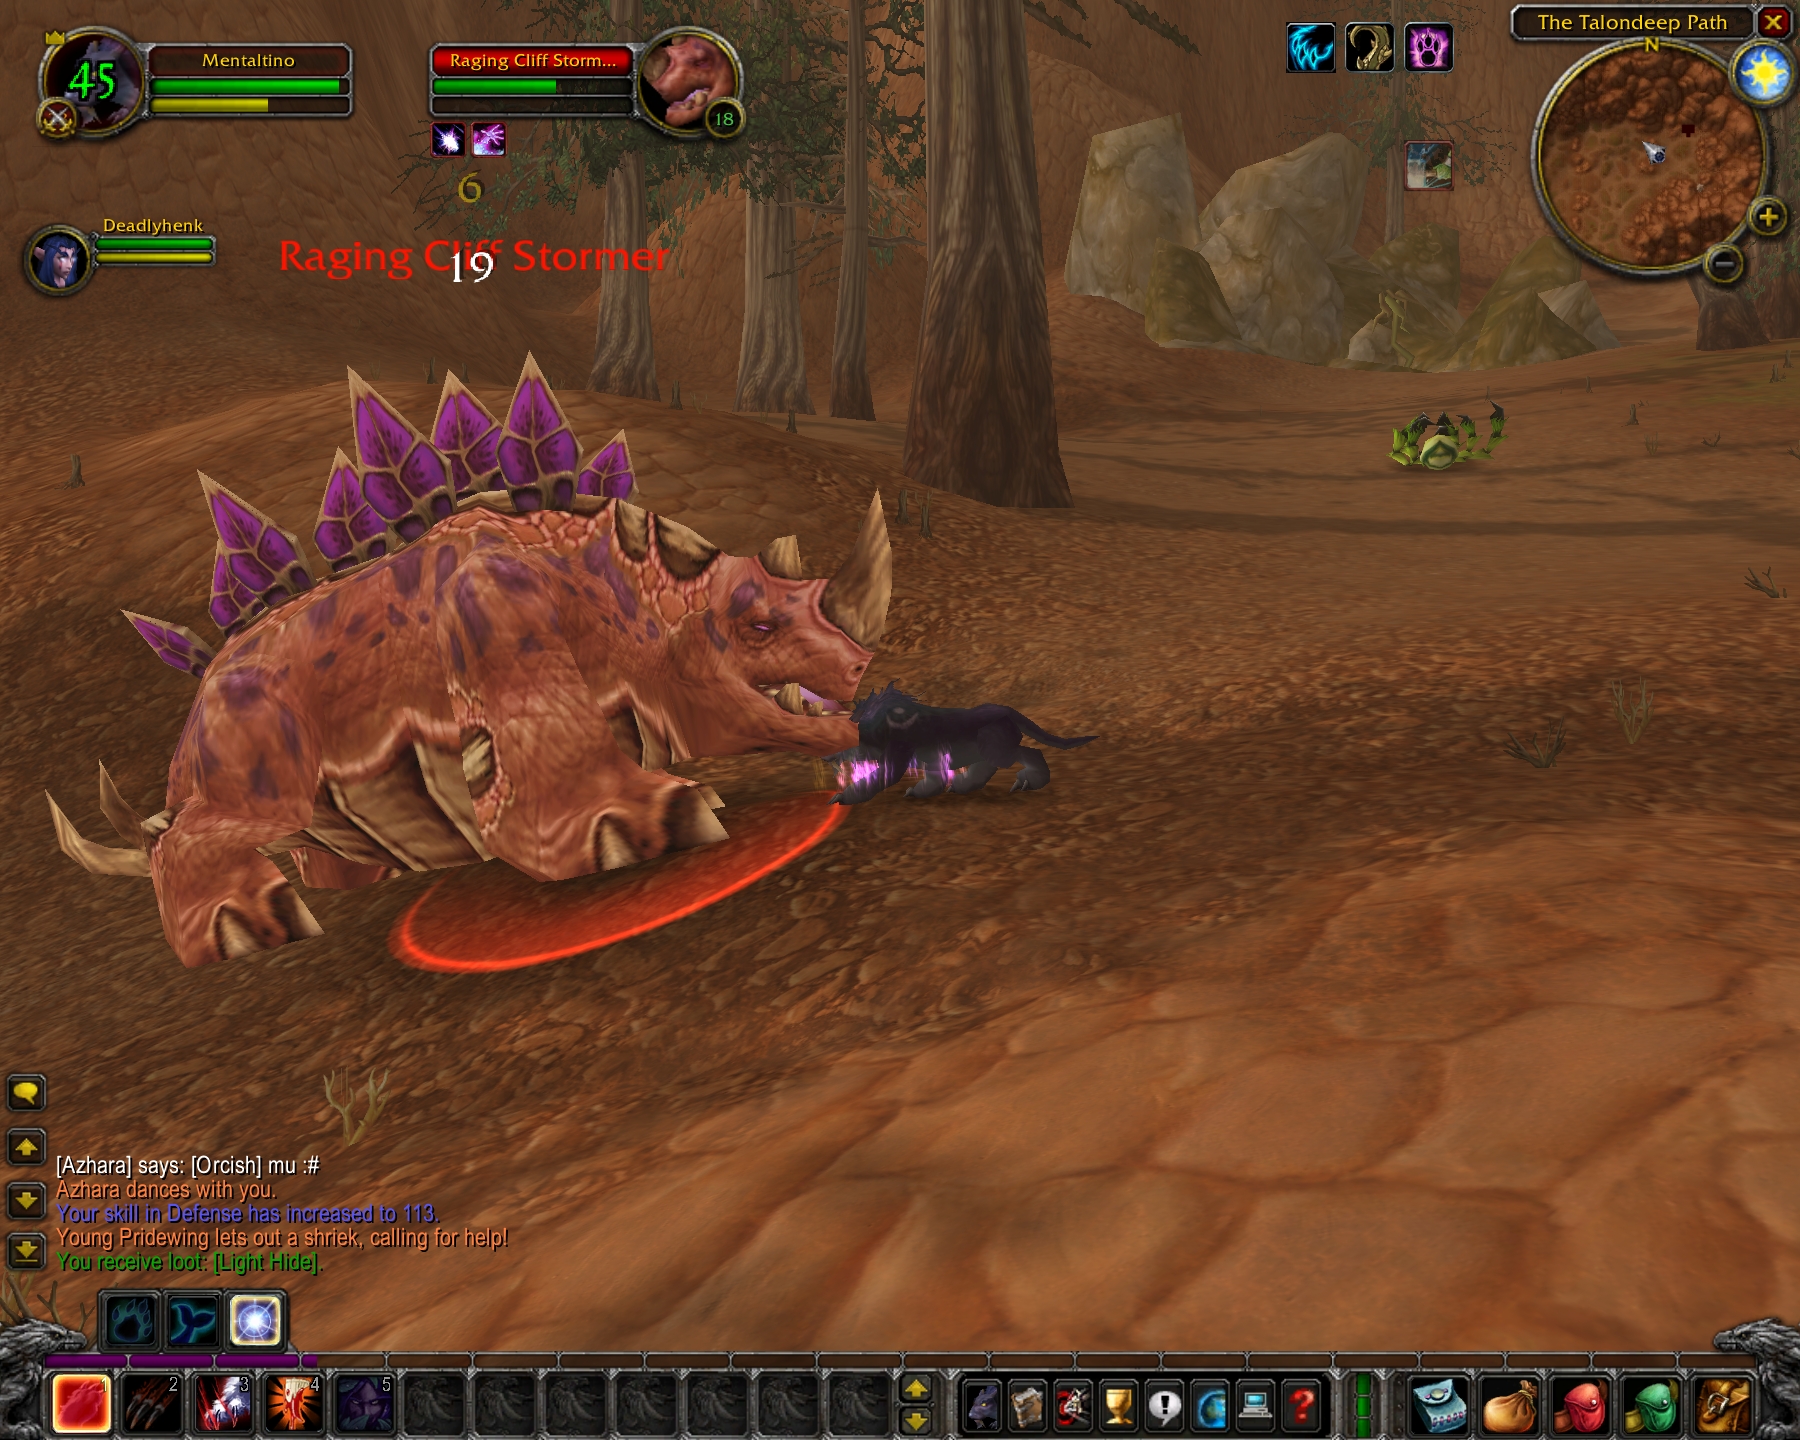 The Talondeep Path
N
45
Mentaltino
Raging Cliff Storm...
18
6
Deadlyhenk
Raging Cliff Stormer
19
[Azhara] says: [Orcish] mu :#
Azhara dances with you.
Your skill in Defense has increased to 113.
Young Pridewing lets out a shriek, calling for help!
You receive loot: [Light Hide].
1 2 3 4 5